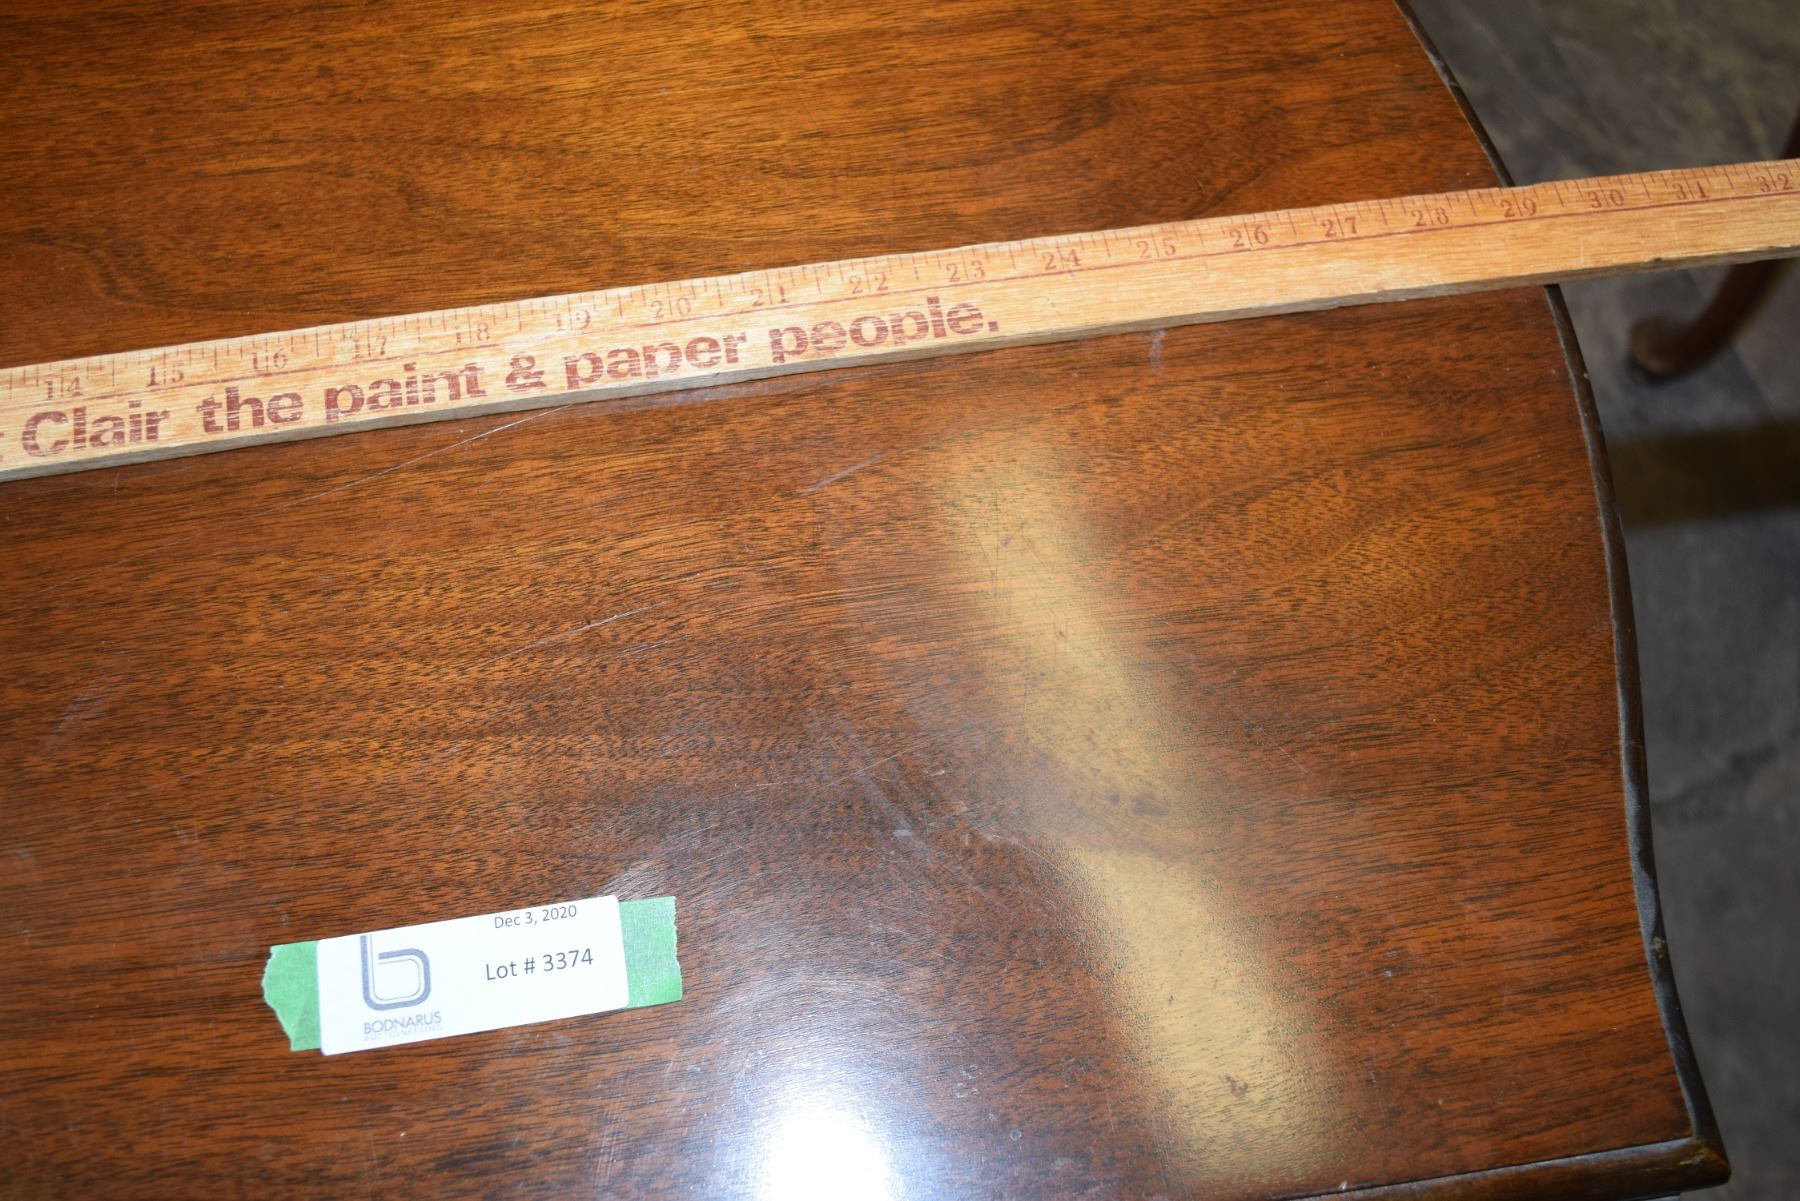 14 15 16 17 18 19 20 21 22 23 24 25 26 27 28 29 30 31 32
Clair the paint & paper people.
Dec 3, 2020
Lot # 3374
BODNARUS
AUCTIONEERING